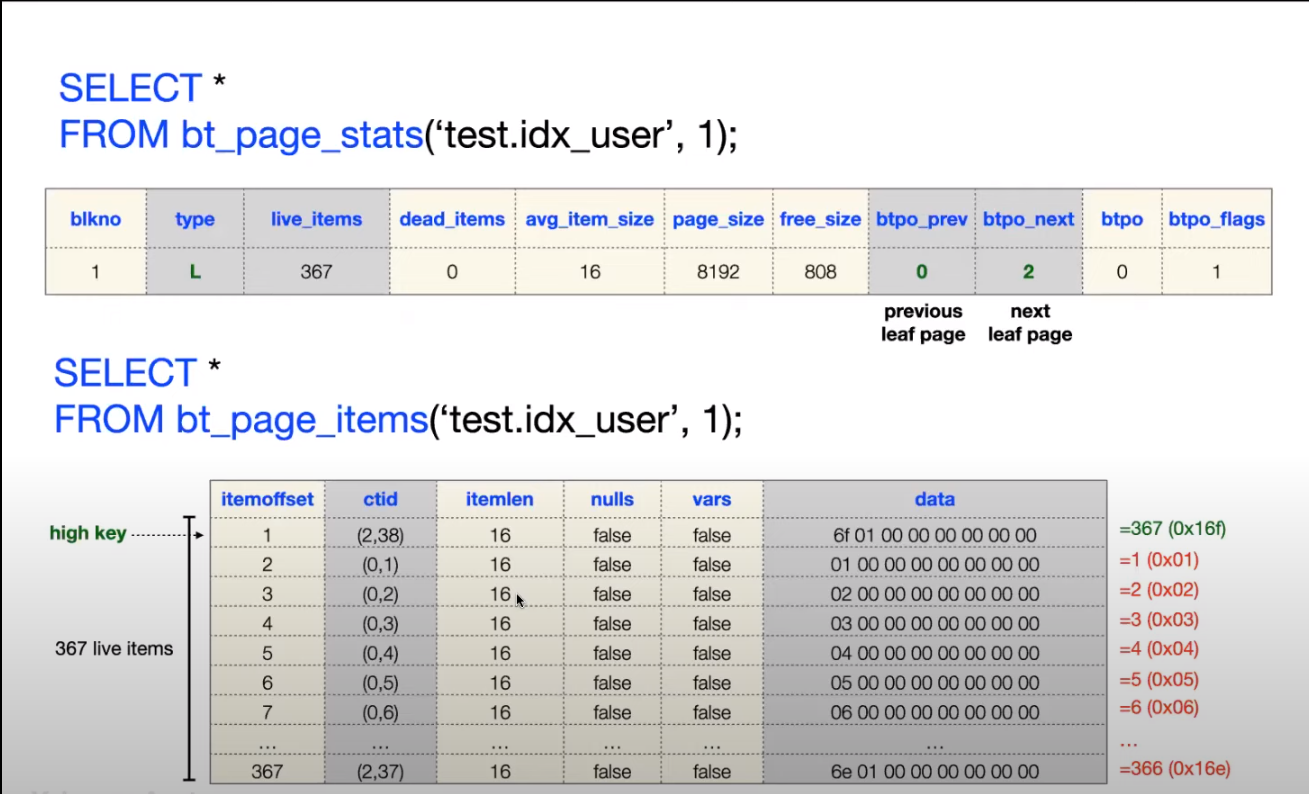 SELECT *
FROM bt_page_stats(‘test.idx_user’, 1);
blkno type live_items dead_items avg_item_size page_size free_size btpo_prev btpo_next btpo btpo_flags
1 L 367 0 16 8192 808 0 2 0 1
previous leaf page
next leaf page
SELECT *
FROM bt_page_items(‘test.idx_user’, 1);
itemoffset ctid itemlen nulls vars data
high key 1 (2,38) 16 false false 6f 01 00 00 00 00 00 00 =367 (0x16f)
2 (0,1) 16 false false 01 00 00 00 00 00 00 00 =1 (0x01)
3 (0,2) 16 false false 02 00 00 00 00 00 00 00 =2 (0x02)
4 (0,3) 16 false false 03 00 00 00 00 00 00 00 =3 (0x03)
367 live items 5 (0,4) 16 false false 04 00 00 00 00 00 00 00 =4 (0x04)
6 (0,5) 16 false false 05 00 00 00 00 00 00 00 =5 (0x05)
7 (0,6) 16 false false 06 00 00 00 00 00 00 00 =6 (0x06)
... ... ... ... ... ... ...
367 (2,37) 16 false false 6e 01 00 00 00 00 00 00 =366 (0x16e)